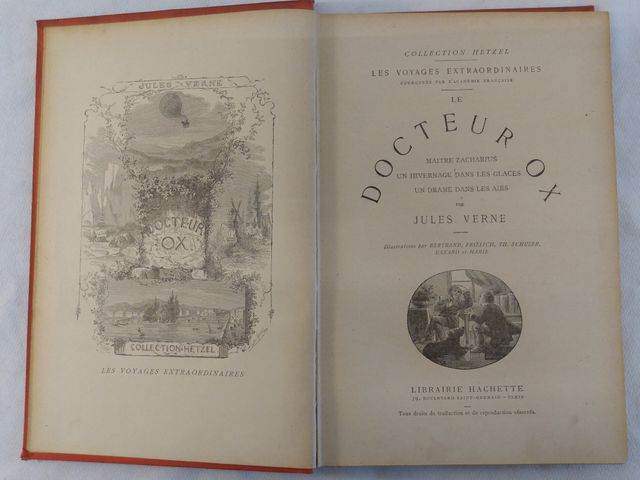 JULES VERNE
DOCTEUR
OX
COLLECTION HETZEL
LES VOYAGES EXTRAORDINAIRES
COLLECTION HETZEL
LES VOYAGES EXTRAORDINAIRES
COURONNÉS PAR L'ACADÉMIE FRANÇAISE
LE
DOCTEUR OX
MAITRE ZACHARIUS
UN HIVERNAGE DANS LES GLACES
UN DRAME DANS LES AIRS
PAR
JULES VERNE
Illustrations par BERTRAND, FRŒLICH, TH. SCHULER,
BAYARD et MARIE
LIBRAIRIE HACHETTE
79, BOULEVARD SAINT-GERMAIN - PARIS
Tous droits de traduction et de reproduction réservés.